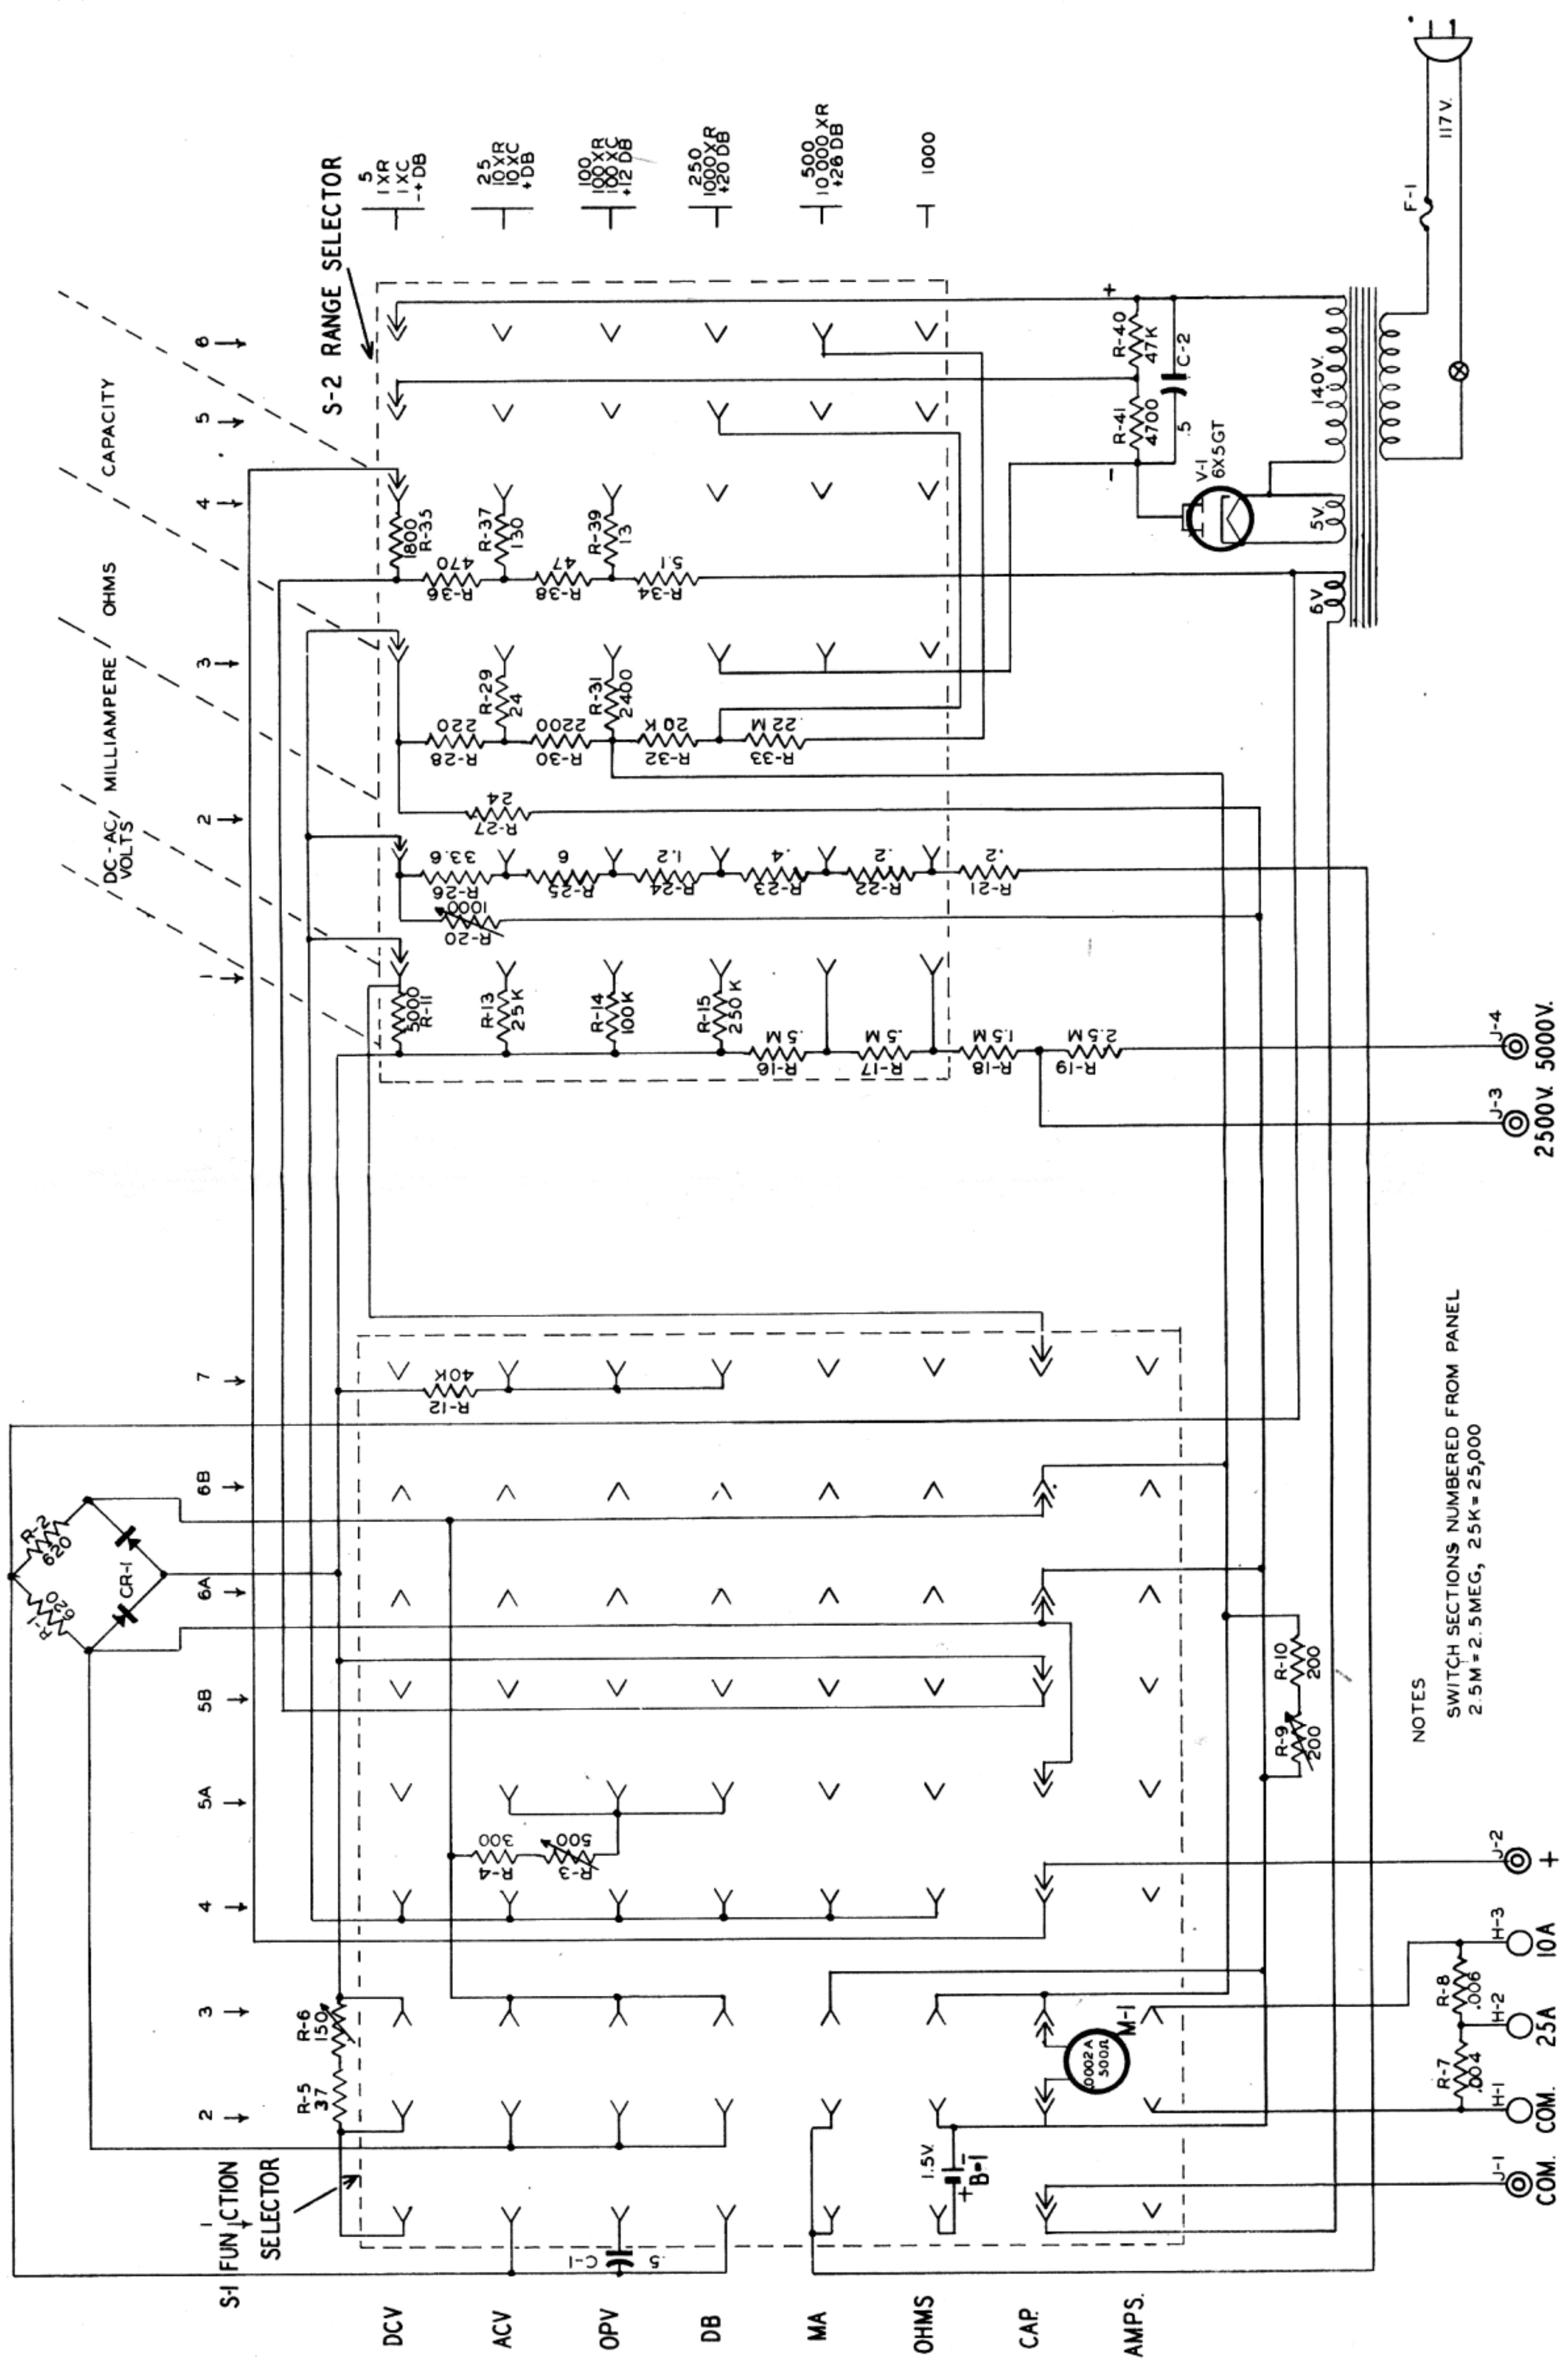 S-1 FUNCTION
SELECTOR
DCV
ACV
OPV
DB
MA
OHMS
CAP.
AMPS.
1
2
3
4
5A
5B
6A
6B
7
R-1
620
R-2
620
CR-1
R-5
37
R-6
150
R-4
300
R-3
500
R-12
40K
C-1
.5
1.5V.
+
-
B-1
.0002A
500Ω
M-1
R-9
200
R-10
200
R-7
.004
R-8
.006
J-1
COM.
H-1
COM.
H-2
25A
H-3
10A
J-2
+
J-3
2500V.
J-4
5000V.
NOTES
SWITCH SECTIONS NUMBERED FROM PANEL
2.5M=2.5MEG, 25K=25,000
DC-AC/
VOLTS
MILLIAMPERE
OHMS
CAPACITY
1
2
3
4
5
6
S-2 RANGE SELECTOR
5
1XR
1XC
-+DB
25
10XR
10XC
+DB
100
100XR
100XC
+12 DB
250
1000XR
+20DB
500
10,000 XR
+26 DB
1000
5000
R-11
R-13
25K
R-14
100K
R-15
250K
R-16
.5M
R-17
.5M
R-18
1.5M
R-19
2.5M
R-20
1000
R-26
33.6
R-25
6
R-24
1.2
R-23
.4
R-22
.2
R-21
.2
R-27
24
R-28
220
R-29
24
R-30
2200
R-31
2400
R-32
20K
R-33
.22M
1800
R-35
R-36
470
R-37
130
R-38
47
R-39
13
R-34
5.1
+
R-40
47K
C-2
.5
R-41
4700
-
V-1
6X5GT
140V.
5V.
6V
F-1
117V.